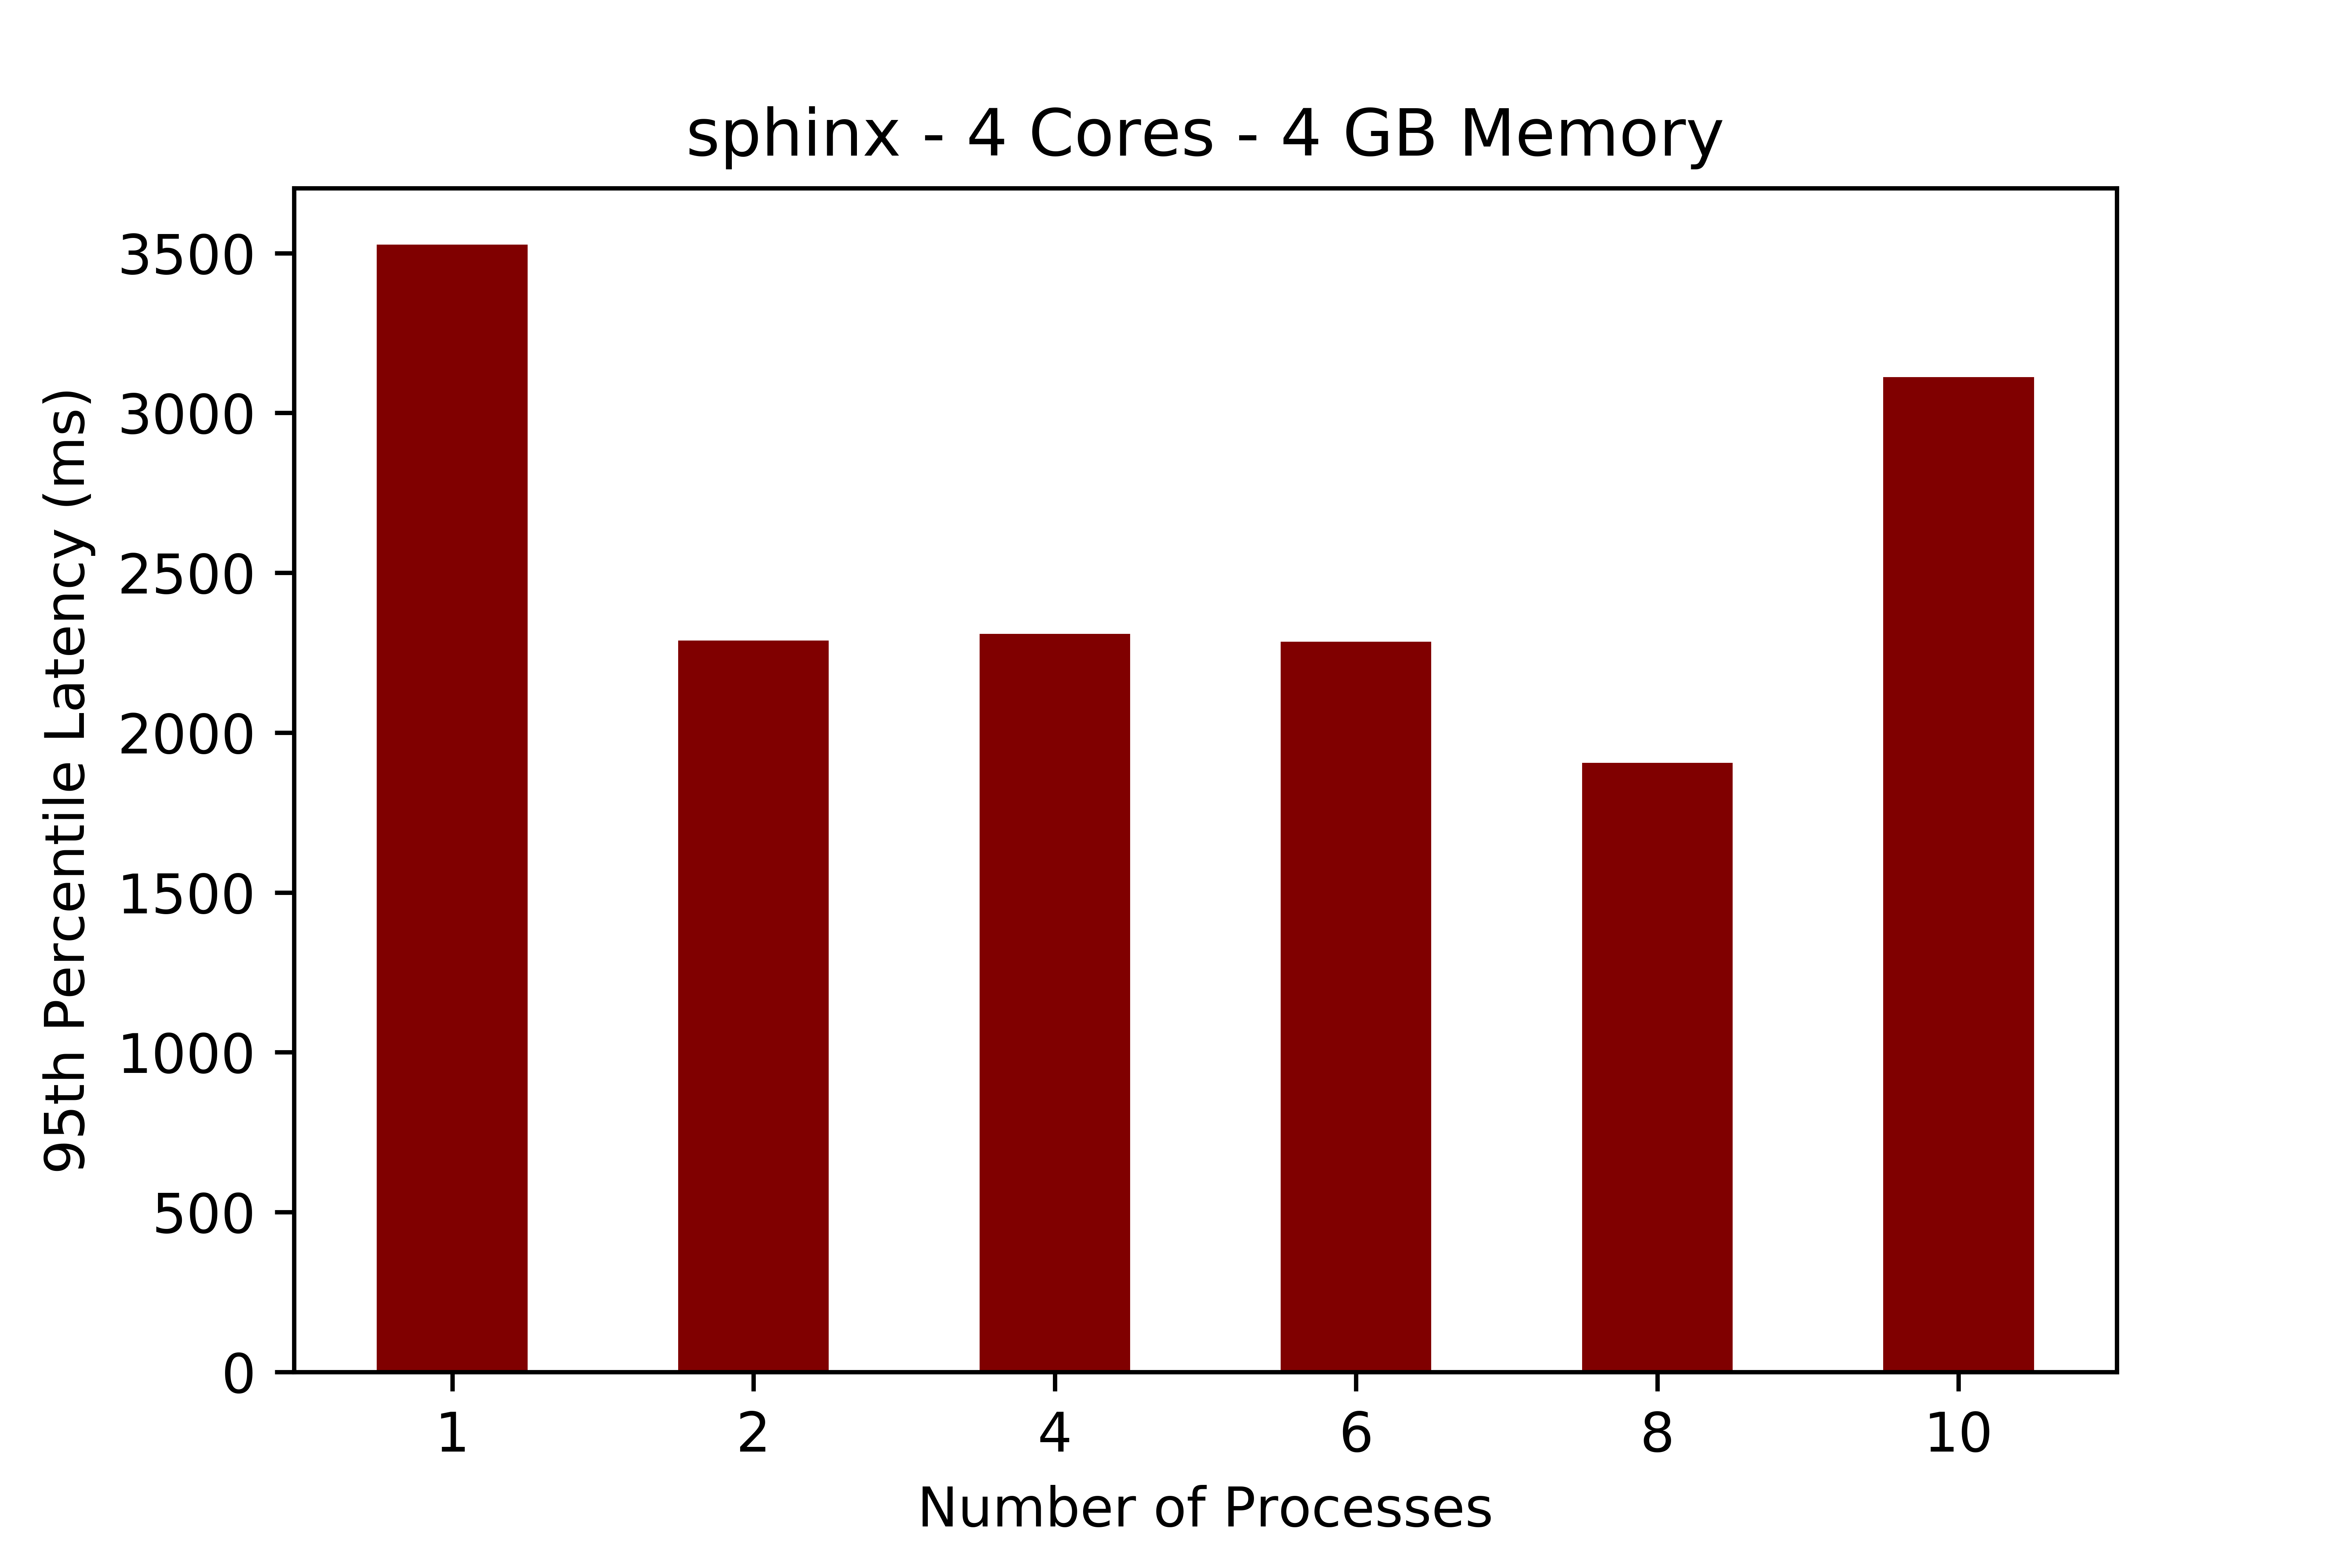 sphinx - 4 Cores - 4 GB Memory
95th Percentile Latency (ms)
3500
3000
2500
2000
1500
1000
500
0
1 2 4 6 8 10
Number of Processes